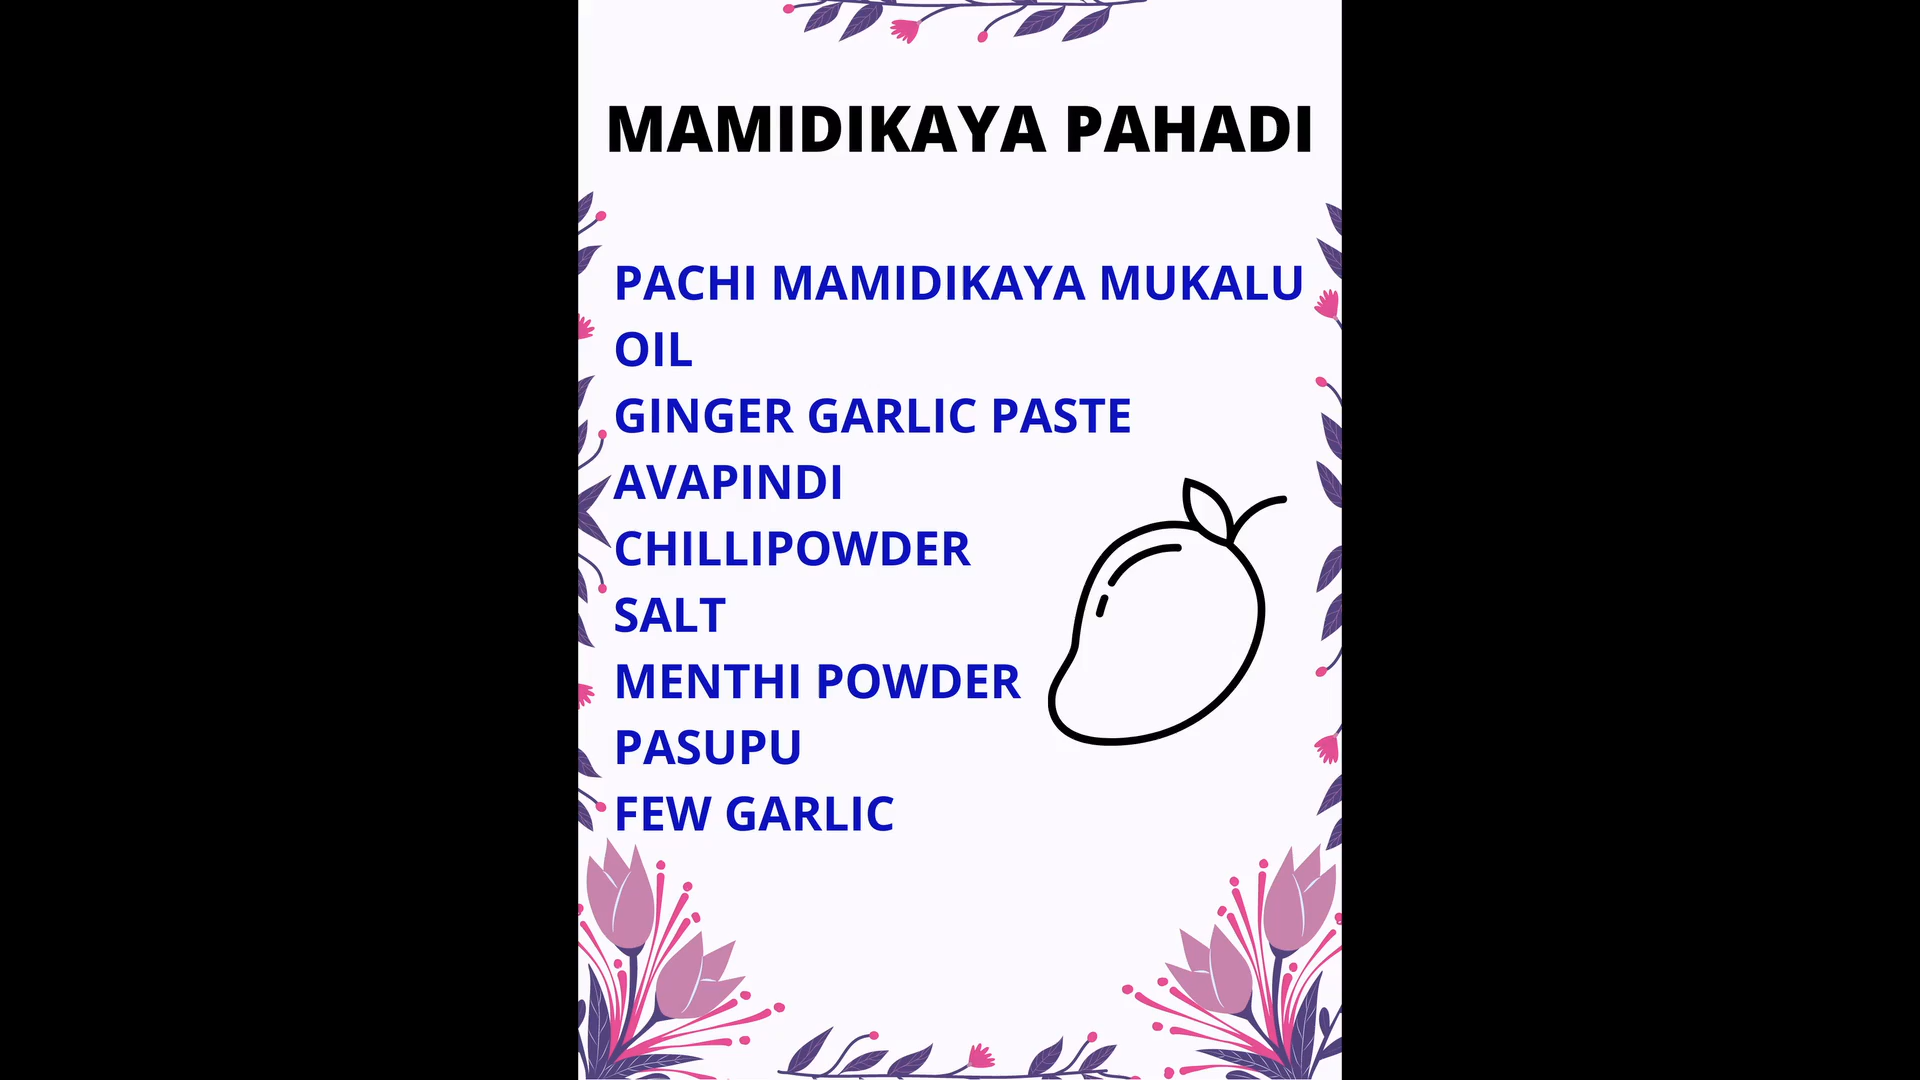 MAMIDIKAYA PAHADI
PACHI MAMIDIKAYA MUKALU
OIL
GINGER GARLIC PASTE
AVAPINDI
CHILLIPOWDER
SALT
MENTHI POWDER
PASUPU
FEW GARLIC